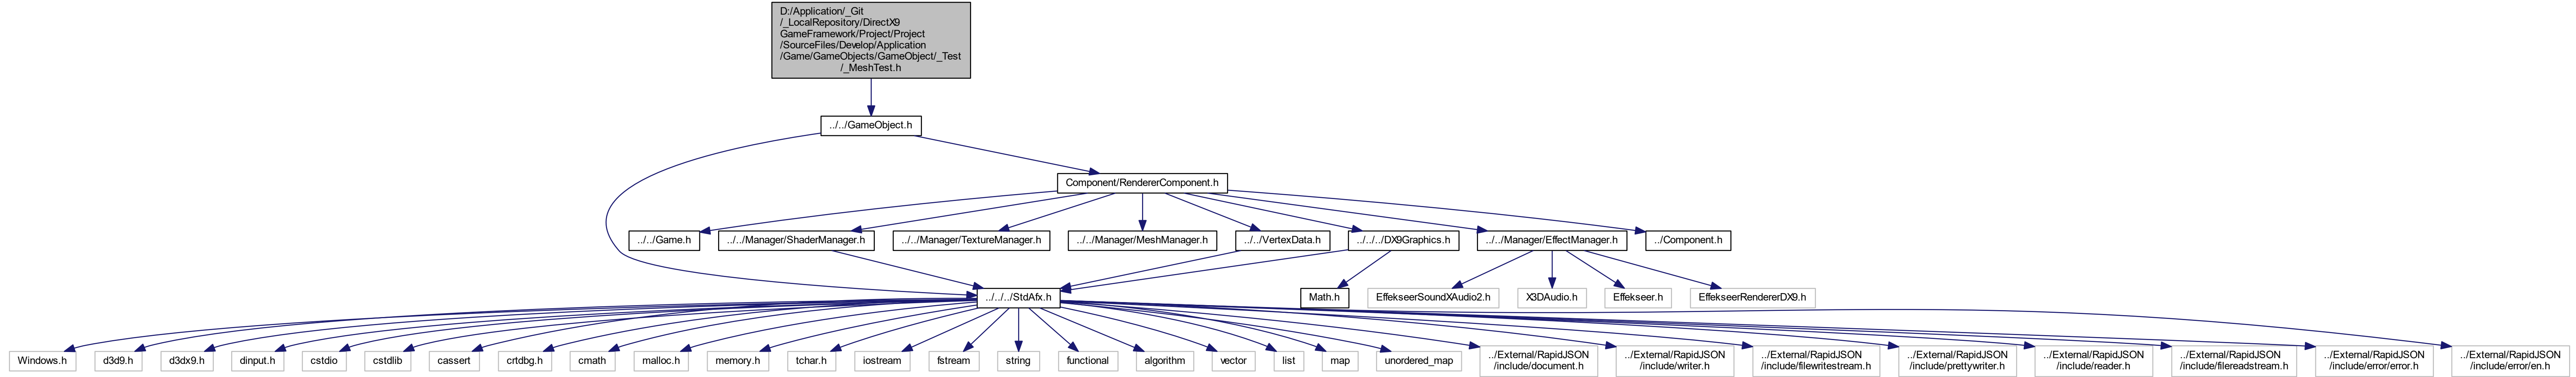 D:/Application/_Git
/_LocalRepository/DirectX9
GameFramework/Project/Project
/SourceFiles/Develop/Application
/Game/GameObjects/GameObject/_Test
/_MeshTest.h
../../GameObject.h
Component/RendererComponent.h
../../Game.h
../../Manager/ShaderManager.h
../../Manager/TextureManager.h
../../Manager/MeshManager.h
../../VertexData.h
../../../DX9Graphics.h
../../Manager/EffectManager.h
../Component.h
../../../StdAfx.h
Math.h
EffekseerSoundXAudio2.h
X3DAudio.h
Effekseer.h
EffekseerRendererDX9.h
Windows.h
d3d9.h
d3dx9.h
dinput.h
cstdio
cstdlib
cassert
crtdbg.h
cmath
malloc.h
memory.h
tchar.h
iostream
fstream
string
functional
algorithm
vector
list
map
unordered_map
../External/RapidJSON
/include/document.h
../External/RapidJSON
/include/writer.h
../External/RapidJSON
/include/filewritestream.h
../External/RapidJSON
/include/prettywriter.h
../External/RapidJSON
/include/reader.h
../External/RapidJSON
/include/filereadstream.h
../External/RapidJSON
/include/error/error.h
../External/RapidJSON
/include/error/en.h